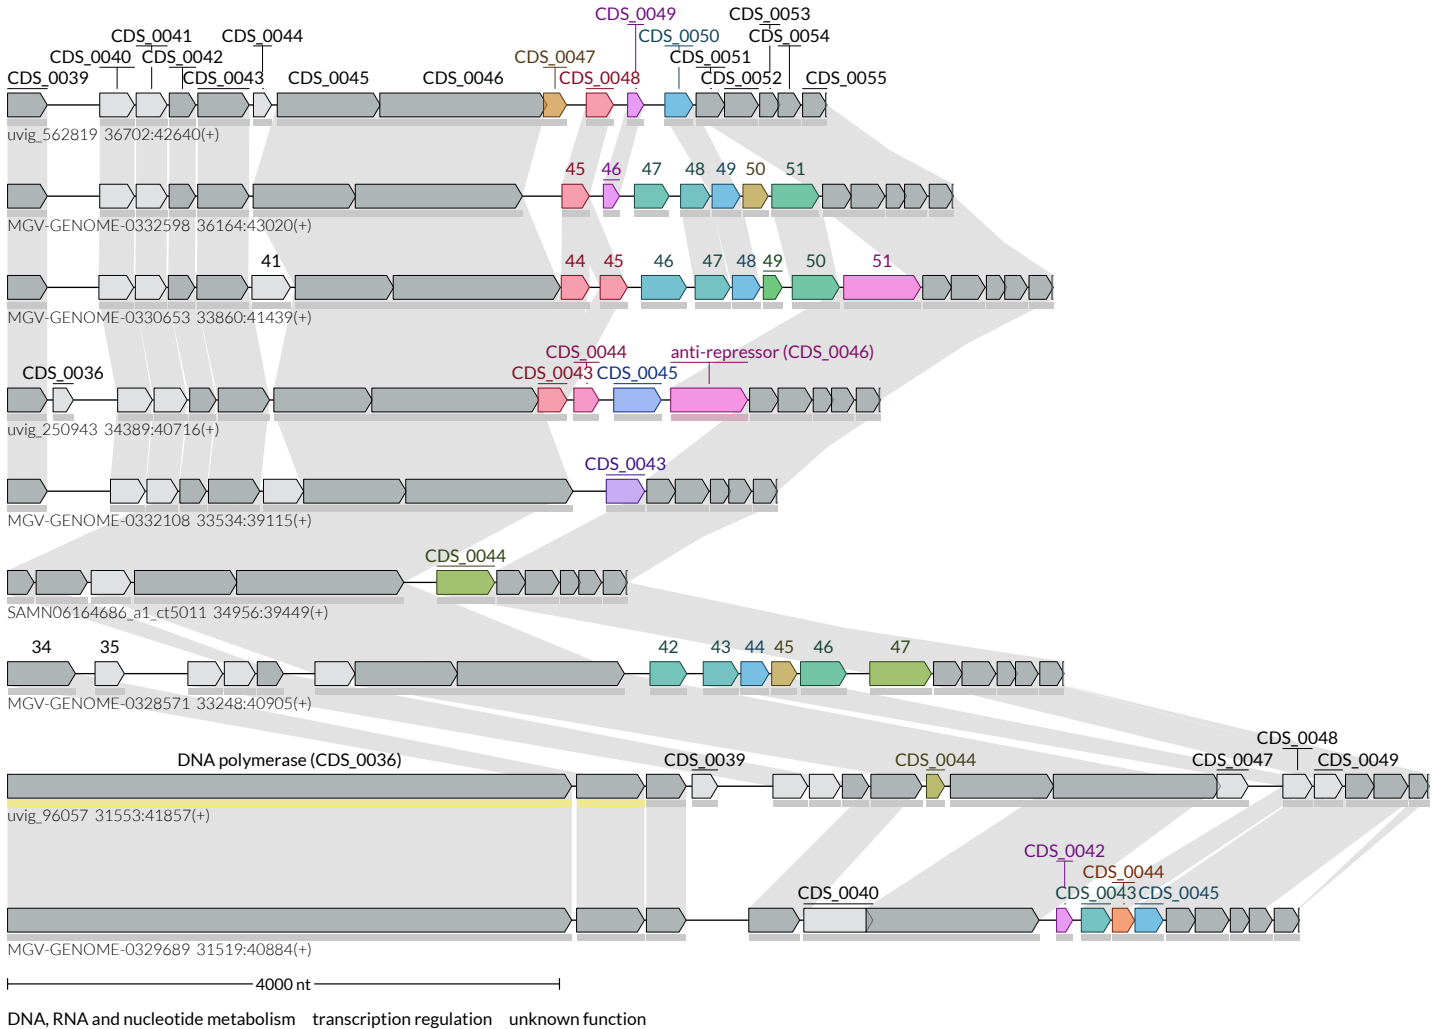 CDS_0049 CDS_0053
CDS_0041 CDS_0044 CDS_0050 CDS_0054
CDS_0040 CDS_0042 CDS_0047 CDS_0051
CDS_0039 CDS_0043 CDS_0045 CDS_0046 CDS_0048 CDS_0052 CDS_0055
uvig_562819 36702:42640(+)
45 46 47 48 49 50 51
MGV-GENOME-0332598 36164:43020(+)
41 44 45 46 47 48 49 50 51
MGV-GENOME-0330653 33860:41439(+)
CDS_0044 anti-repressor (CDS_0046)
CDS_0036 CDS_0043 CDS_0045
uvig_250943 34389:40716(+)
CDS_0043
MGV-GENOME-0332108 33534:39115(+)
CDS_0044
SAMN06164686_a1_ct5011 34956:39449(+)
34 35 42 43 44 45 46 47
MGV-GENOME-0328571 33248:40905(+)
CDS_0048
DNA polymerase (CDS_0036) CDS_0039 CDS_0044 CDS_0047 CDS_0049
uvig_96057 31553:41857(+)
CDS_0042
CDS_0044
CDS_0040 CDS_0043 CDS_0045
MGV-GENOME-0329689 31519:40884(+)
4000 nt
DNA, RNA and nucleotide metabolism transcription regulation unknown function